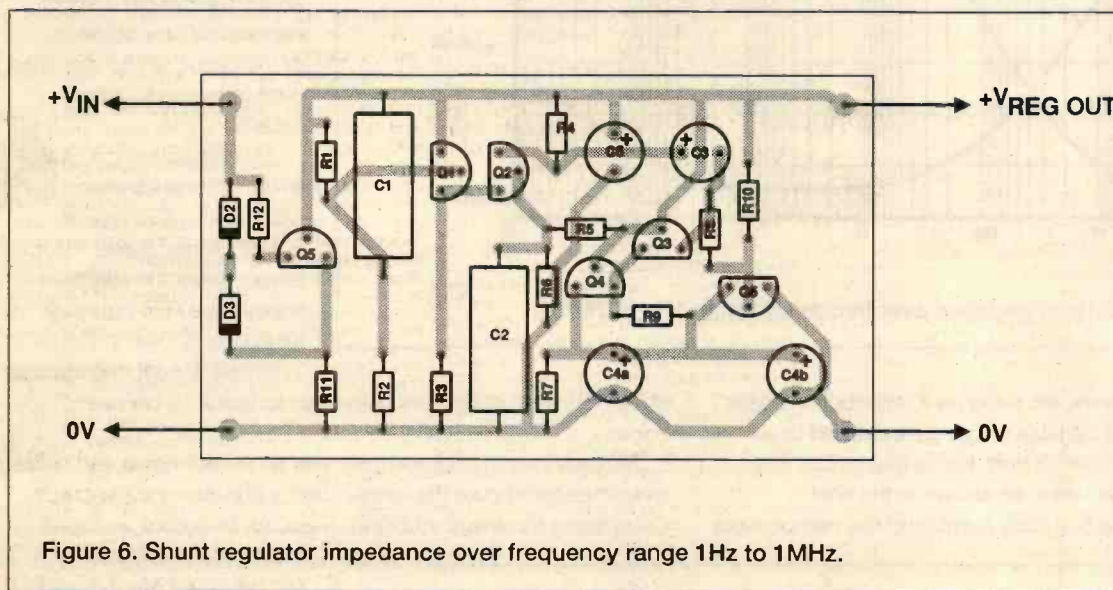 +VIN
+VREG OUT
R4
R1
C1
Q1
Q2
C3
R10
D2
R12
R5
Q3
Q5
Q4
R6
D3
R9
C2
C4a
C4b
R11
R2
R3
R7
0V
0V
Figure 6. Shunt regulator impedance over frequency range 1Hz to 1MHz.